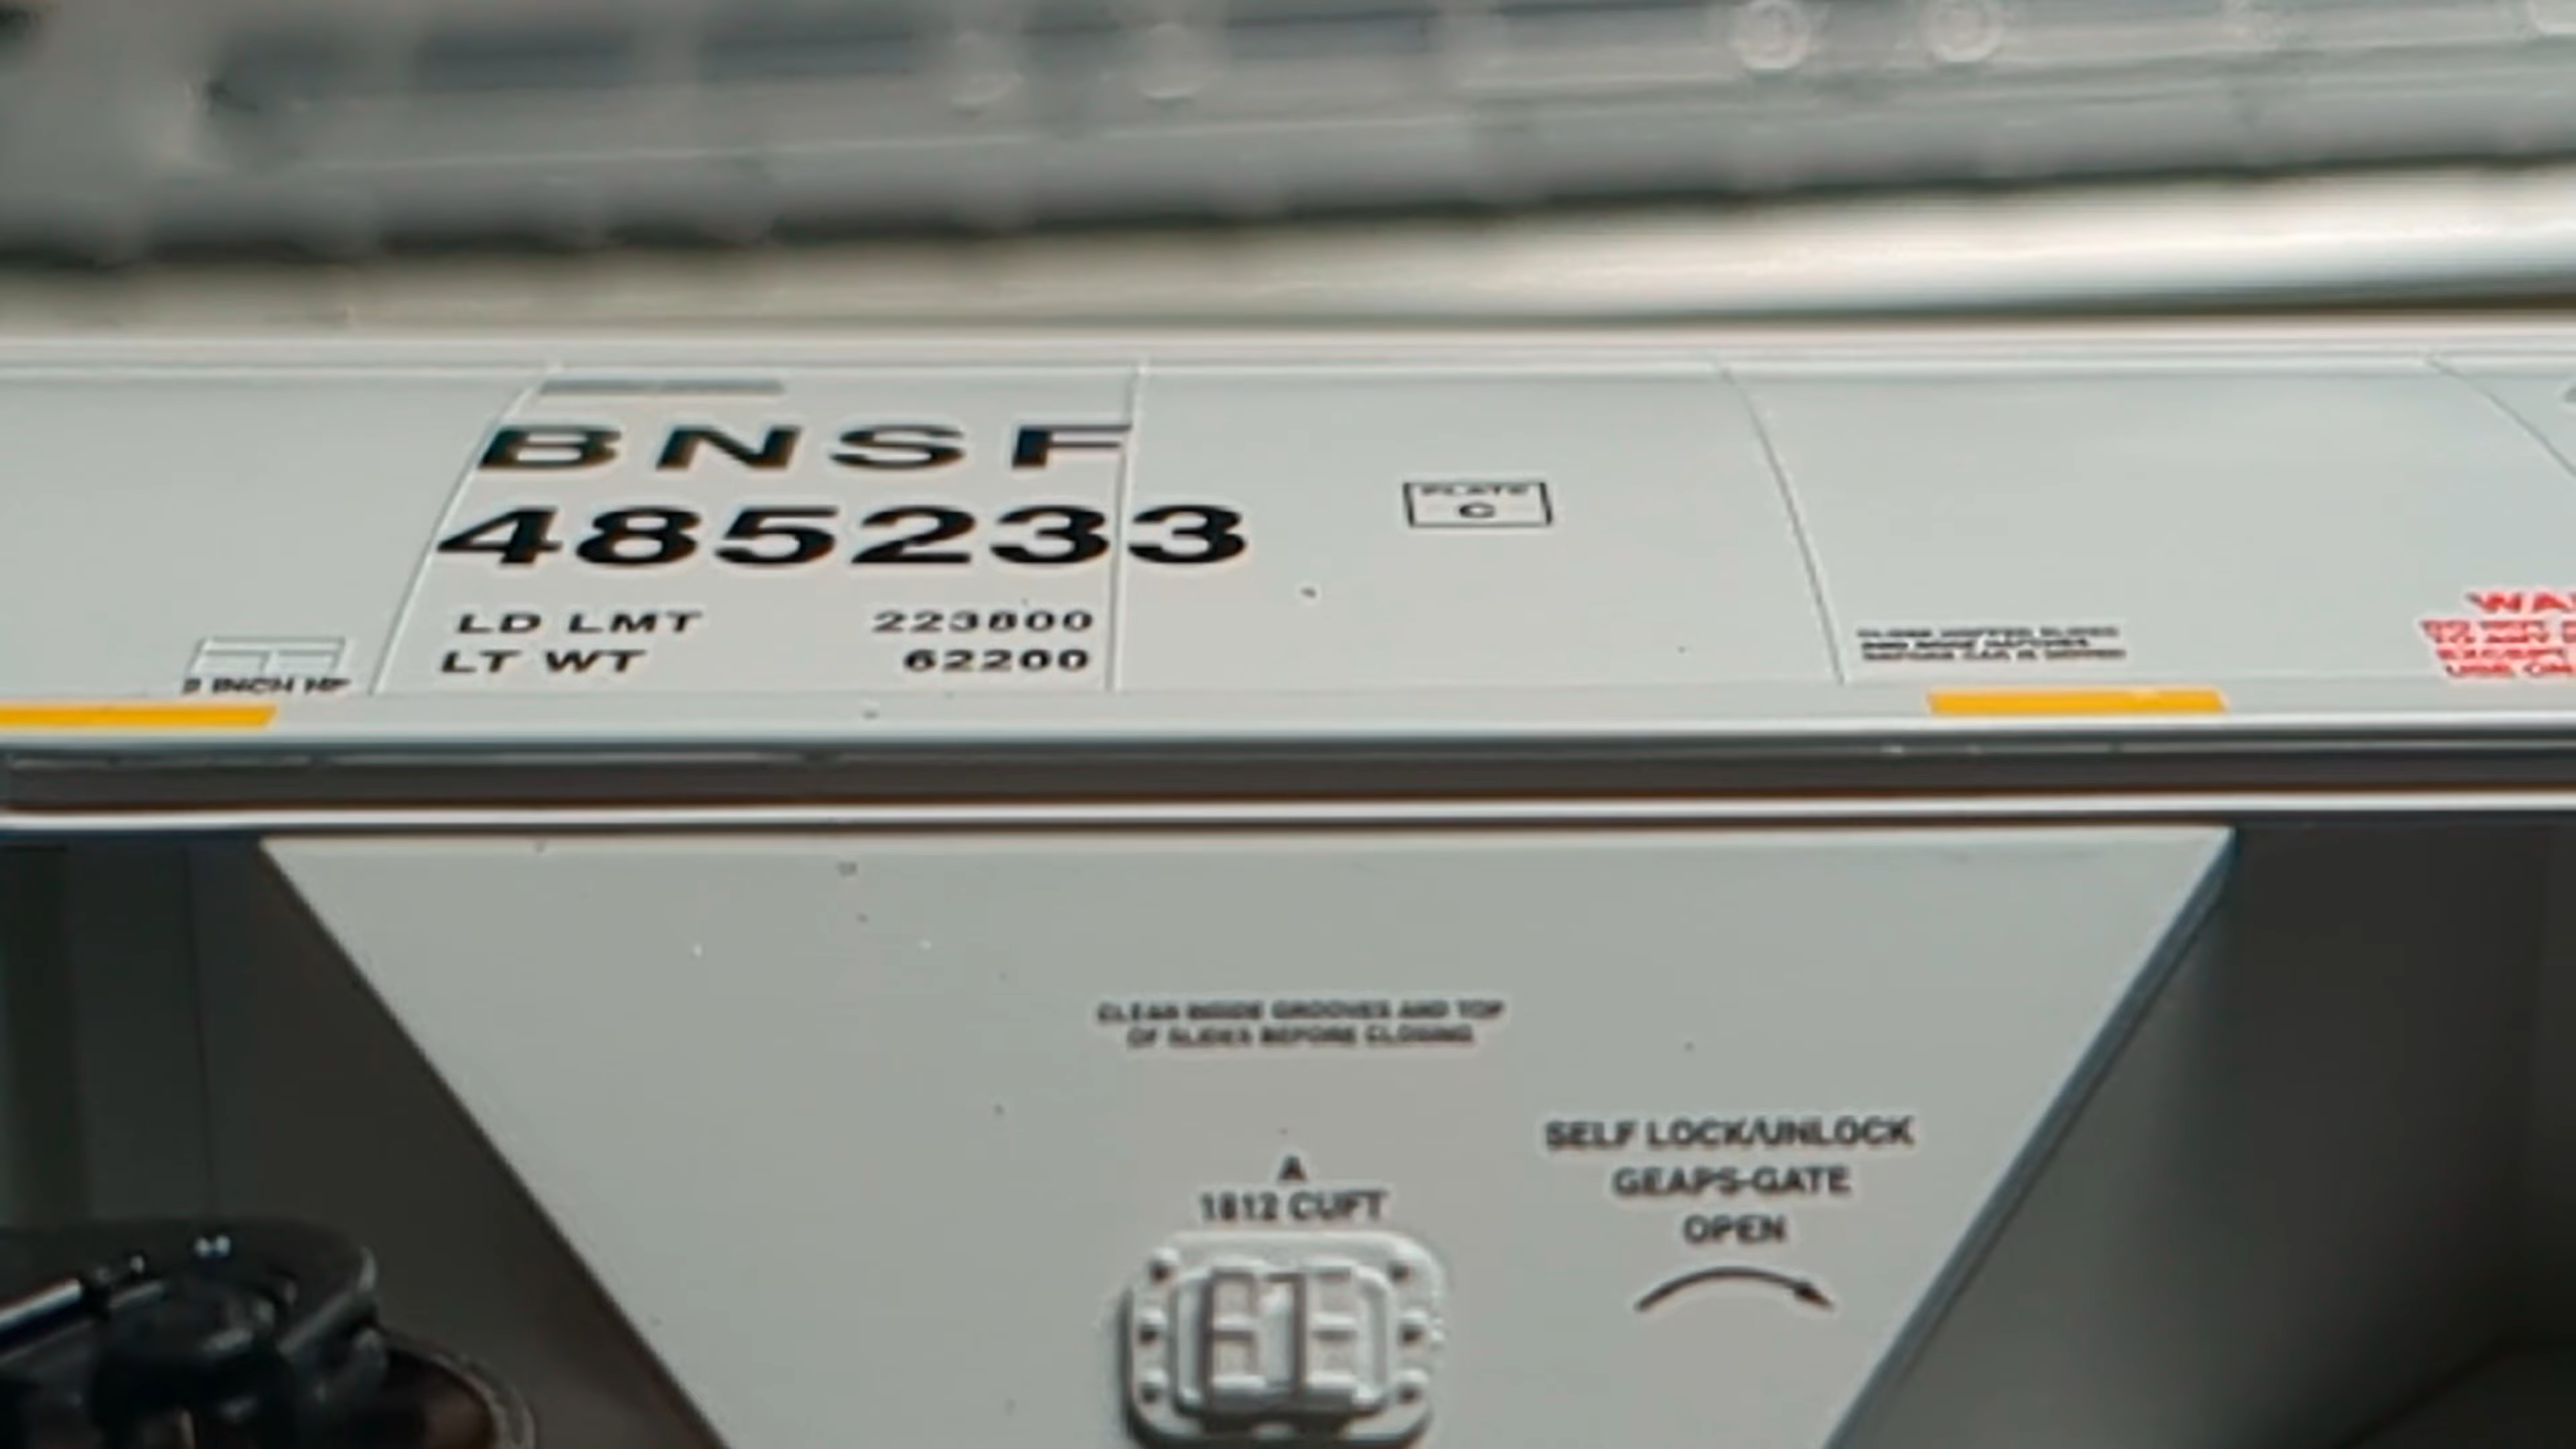 BNSF
485233
LD LMT 223800
LT WT 62200
PLATE
C
INCH
CLEAN INSIDE GROOVES AND TOP
OF SLIDES BEFORE CLOSING
A
1812 CUFT
SELF LOCK/UNLOCK
GEAPS-GATE
OPEN